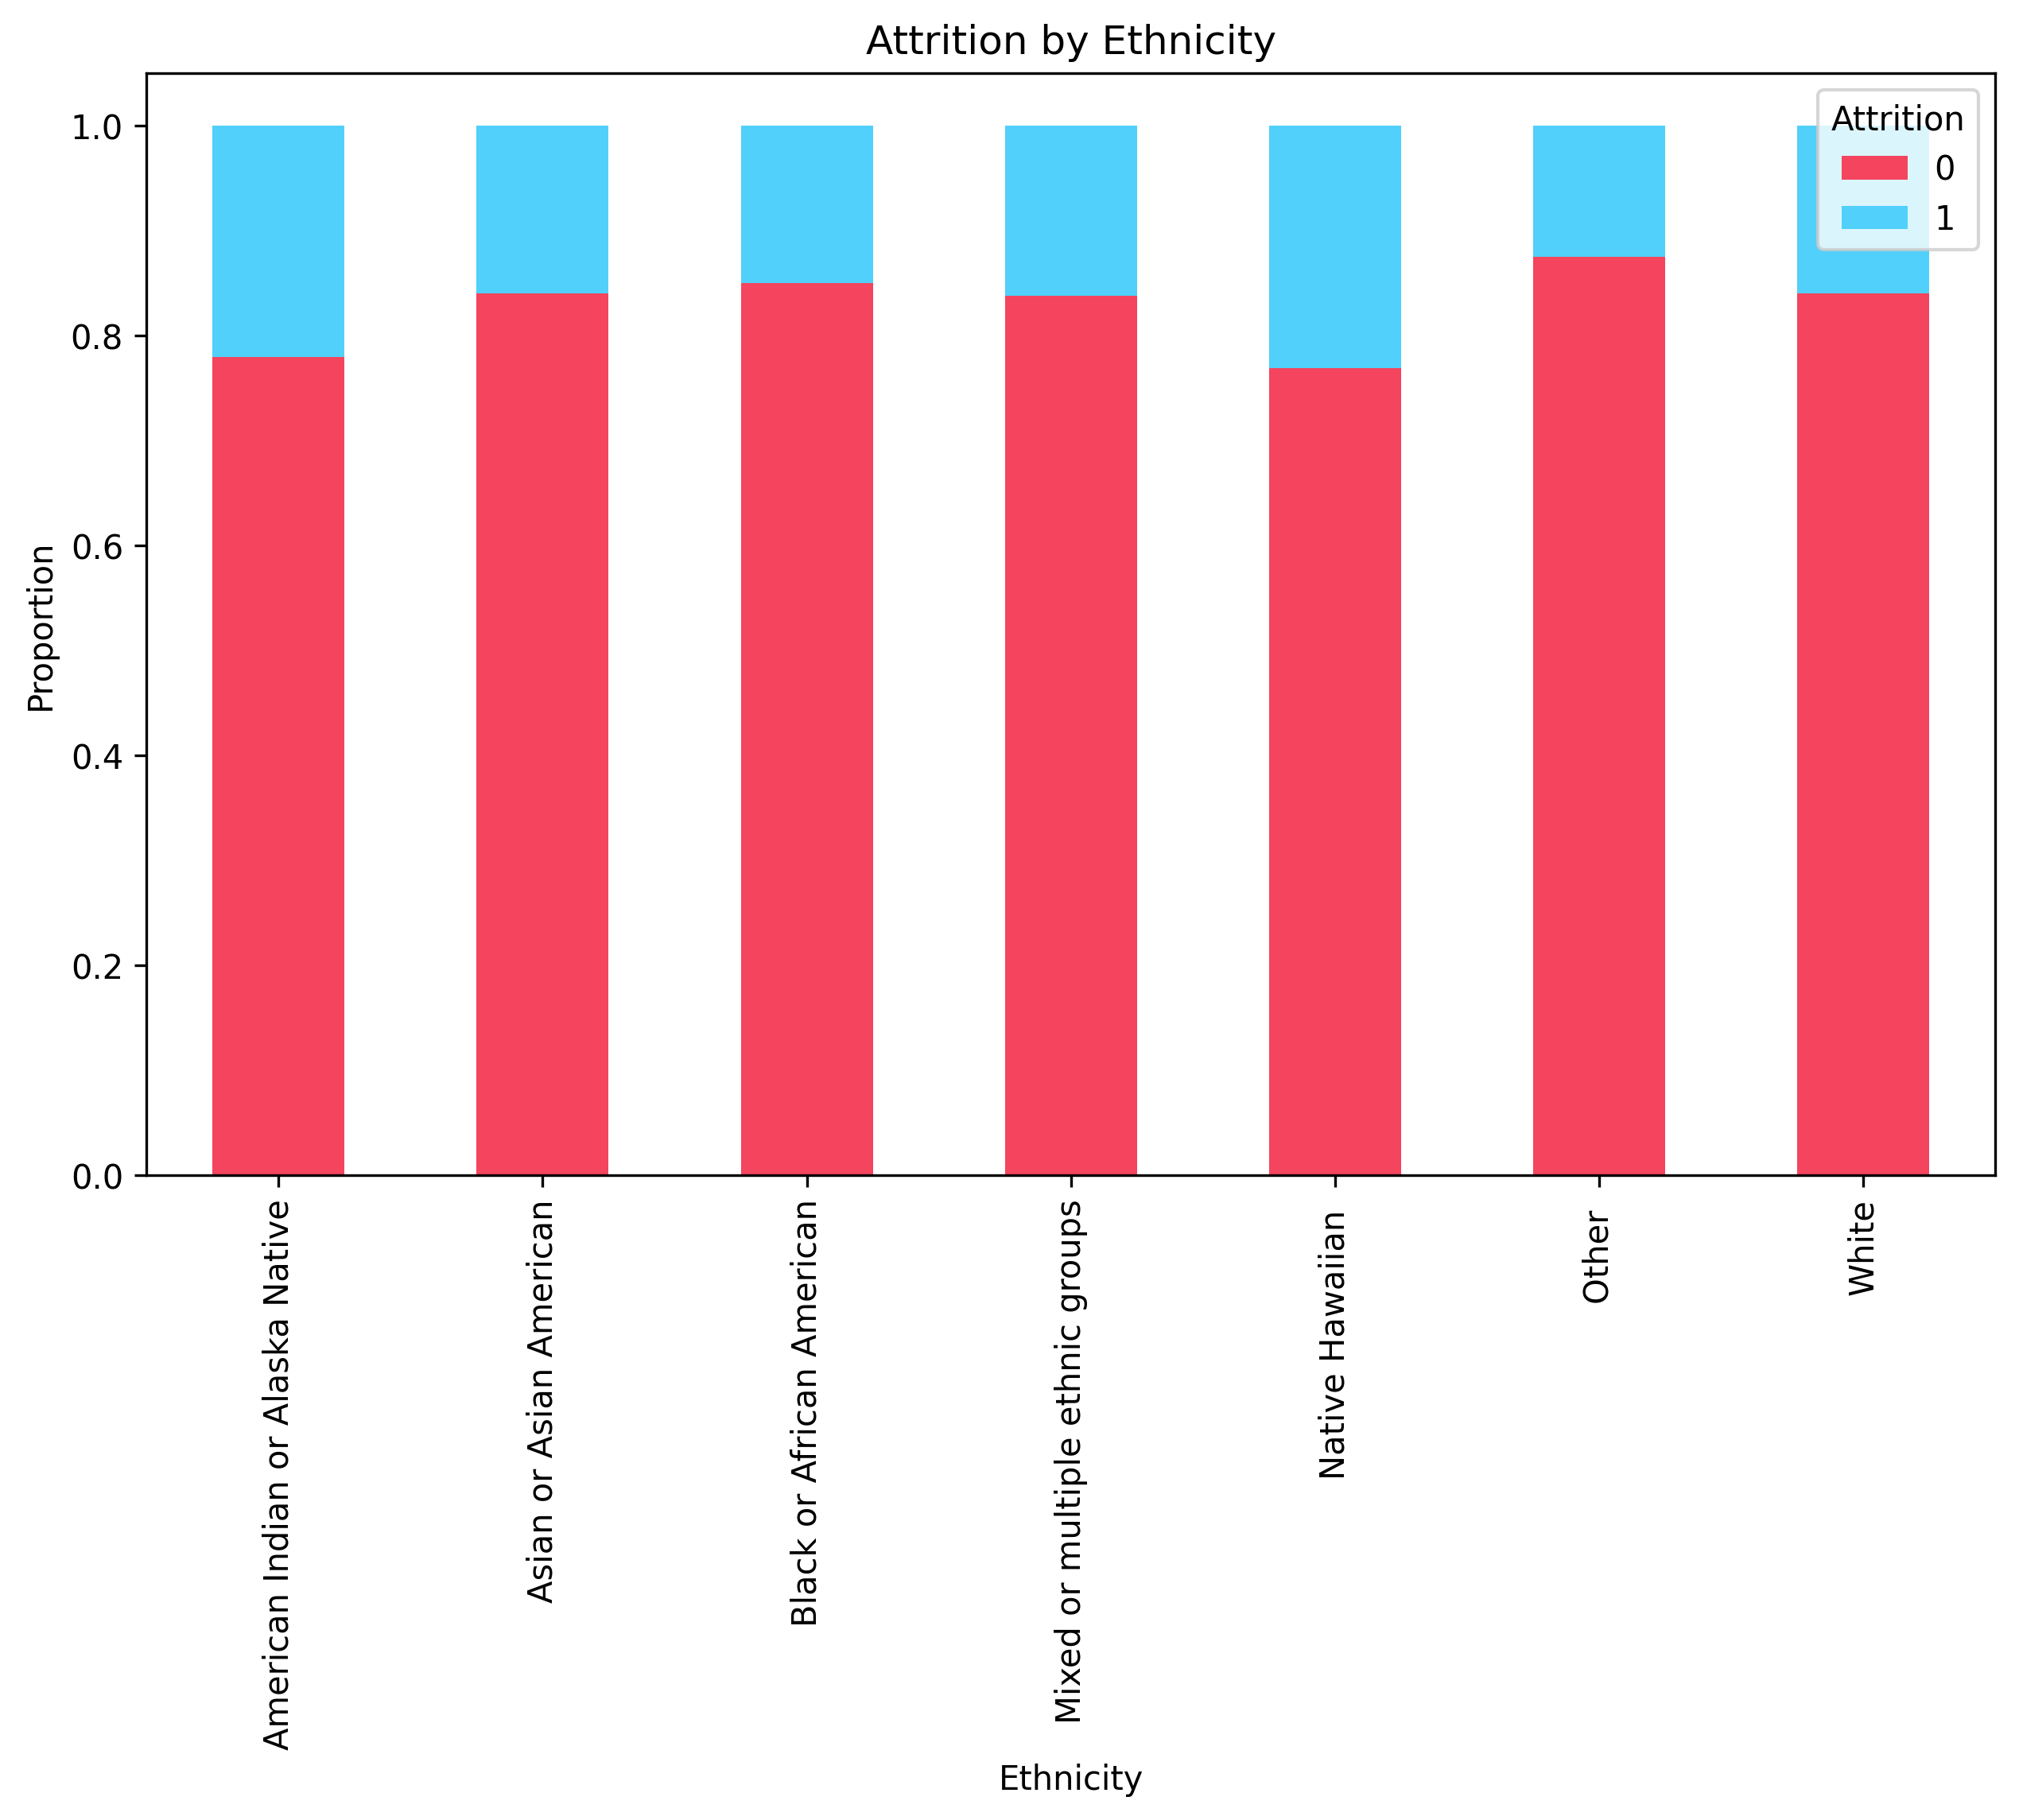 Attrition by Ethnicity
Attrition
0
1
1.0
0.8
0.6
0.4
0.2
0.0
Proportion
American Indian or Alaska Native
Asian or Asian American
Black or African American
Mixed or multiple ethnic groups
Native Hawaiian
Other
White
Ethnicity